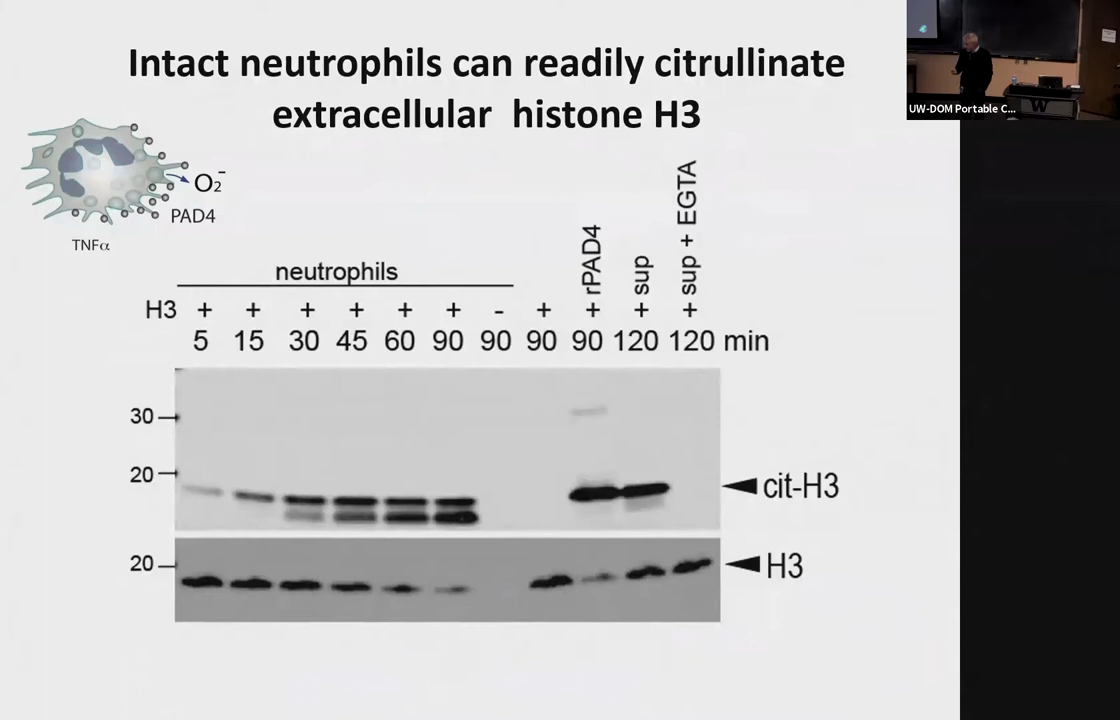 Intact neutrophils can readily citrullinate
extracellular histone H3
UW-DOM Portable C...
W
O₂⁻
PAD4
TNFα
neutrophils
+ rPAD4
+ sup
+ sup + EGTA
H3 + + + + + + - +
5 15 30 45 60 90 90 90 90 120 120 min
30
20
cit-H3
20
H3